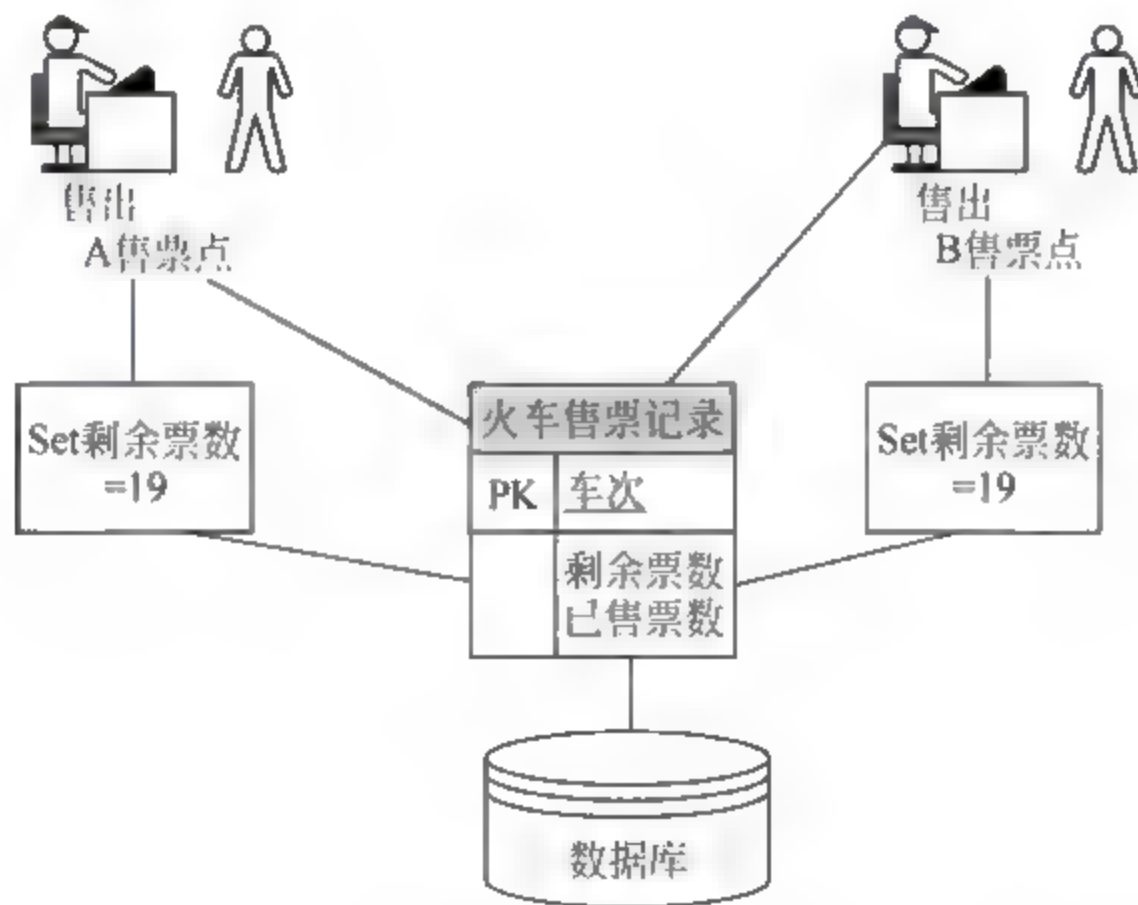 售出
A售票点
售出
B售票点
Set剩余票数
=19
火车售票记录
PK 车次
剩余票数
已售票数
Set剩余票数
=19
数据库